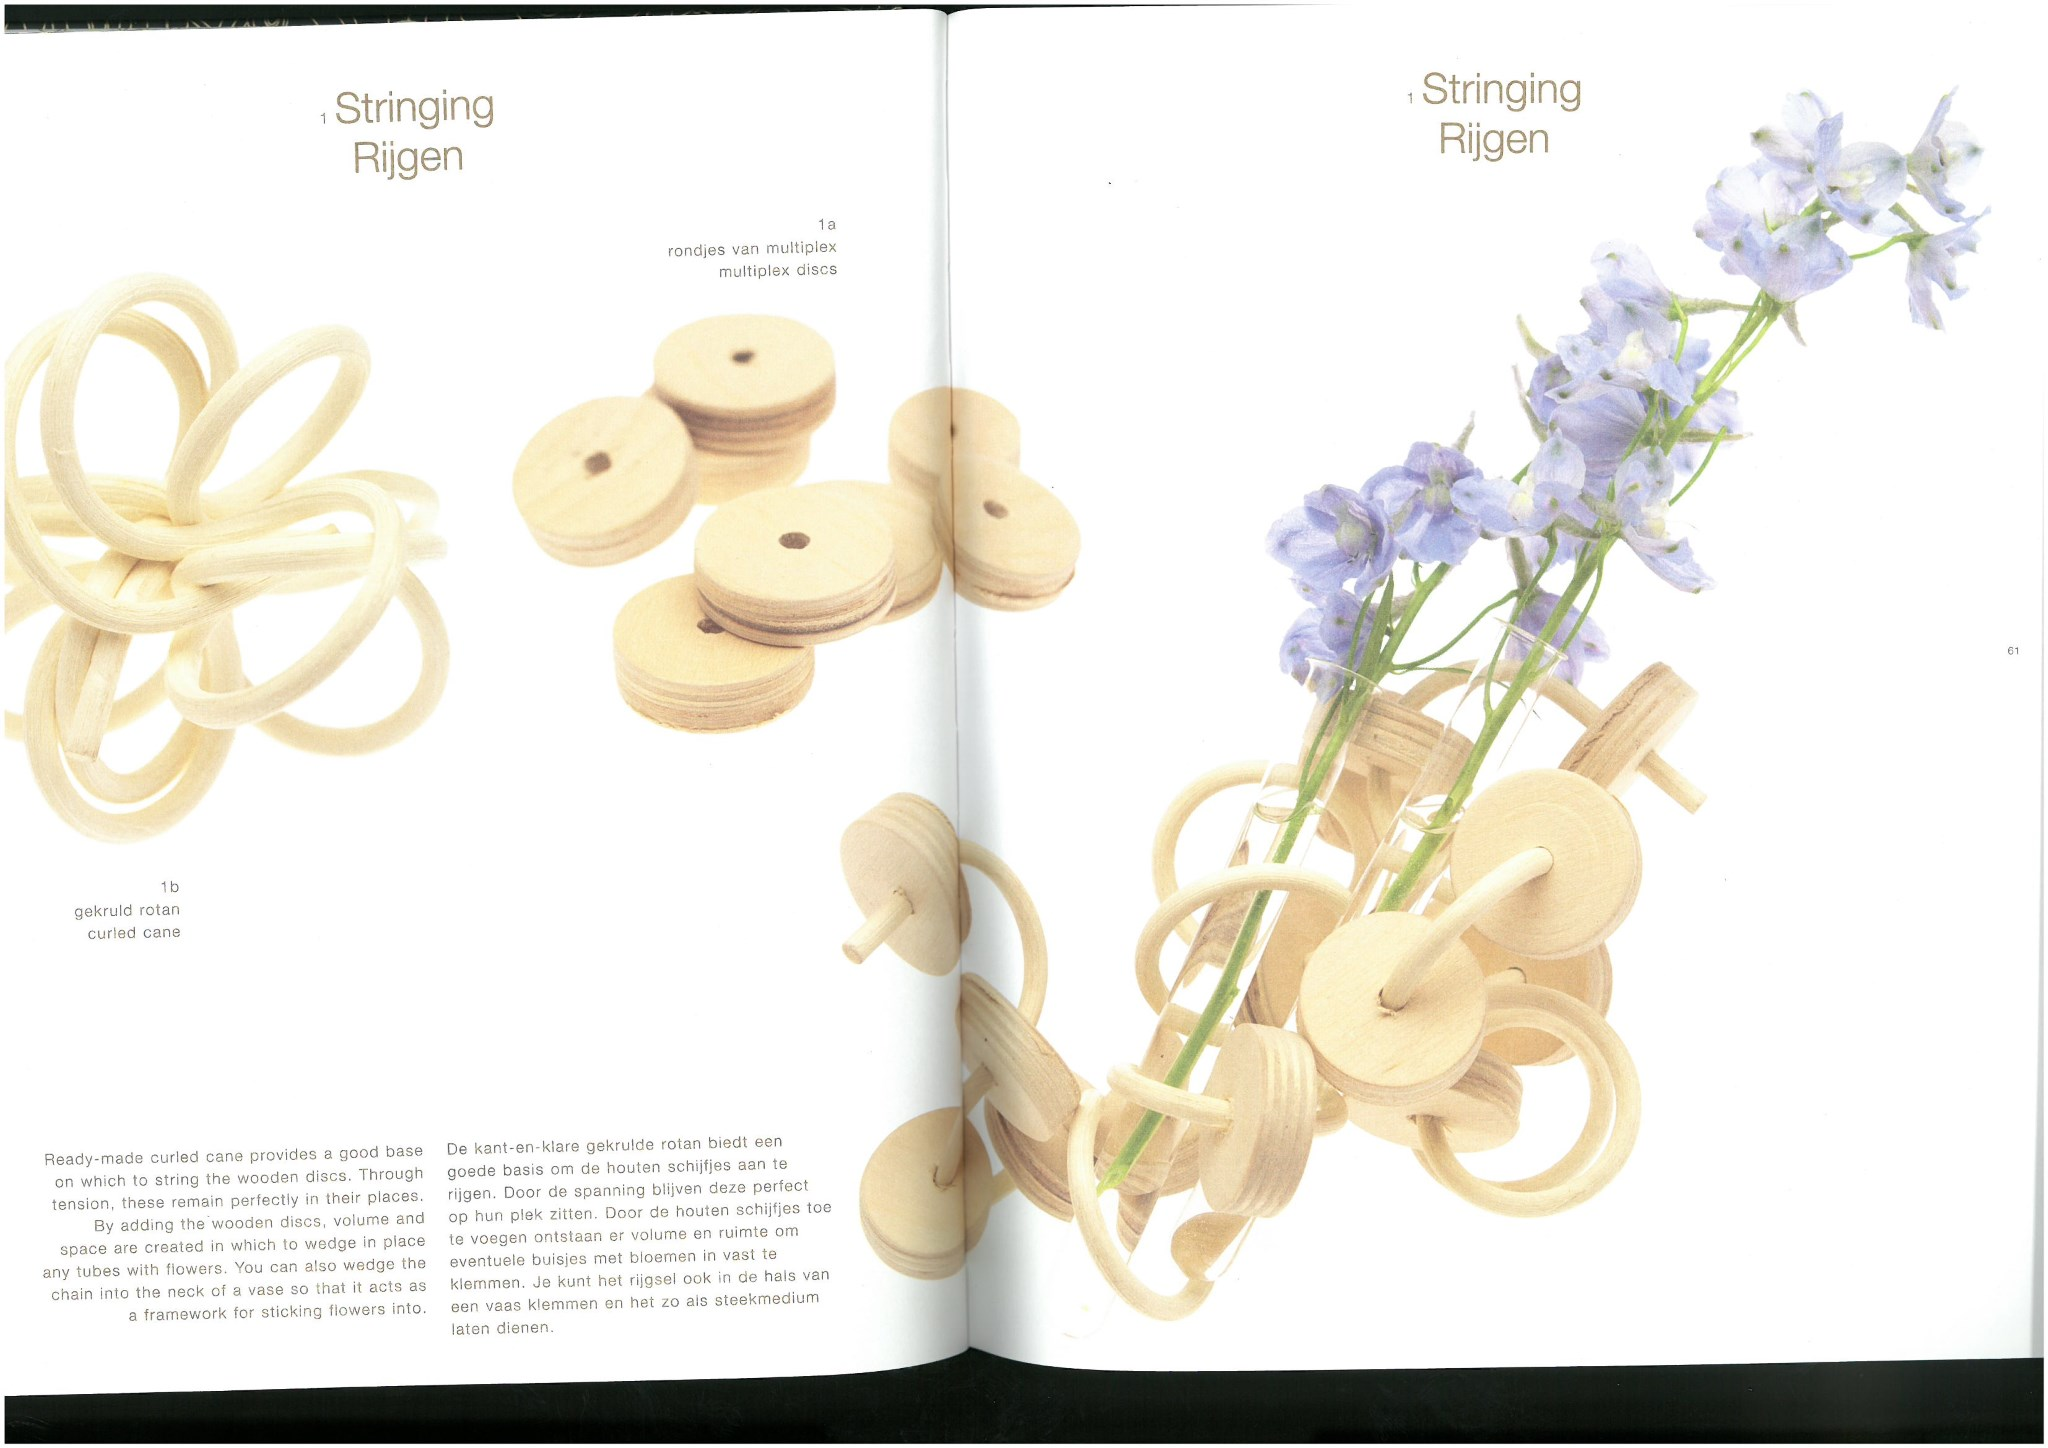 1 Stringing
Rijgen
1a
rondjes van multiplex
multiplex discs
1b
gekruld rotan
curled cane
Ready-made curled cane provides a good base
on which to string the wooden discs. Through
tension, these remain perfectly in their places.
By adding the wooden discs, volume and
space are created in which to wedge in place
any tubes with flowers. You can also wedge the
chain into the neck of a vase so that it acts as
a framework for sticking flowers into.
De kant-en-klare gekrulde rotan biedt een
goede basis om de houten schijfjes aan te
rijgen. Door de spanning blijven deze perfect
op hun plek zitten. Door de houten schijfjes toe
te voegen ontstaan er volume en ruimte om
eventuele buisjes met bloemen in vast te
klemmen. Je kunt het rijgsel ook in de hals van
een vaas klemmen en het zo als steekmedium
laten dienen.
1 Stringing
Rijgen
61